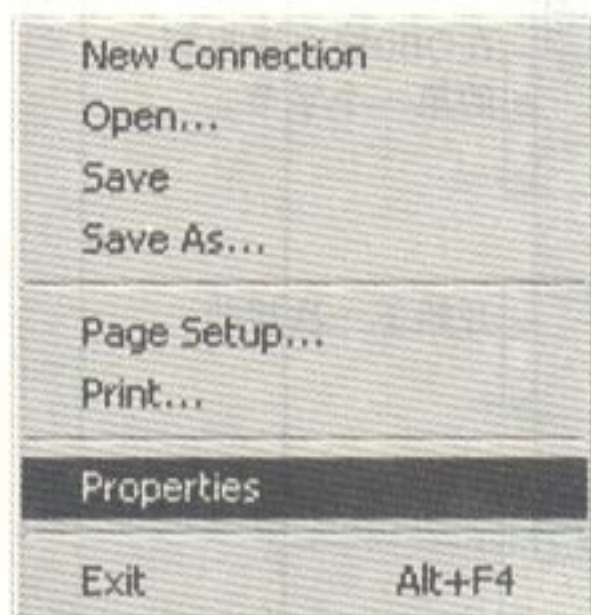 New Connection
Open...
Save
Save As...
Page Setup...
Print...
Properties
Exit Alt+F4